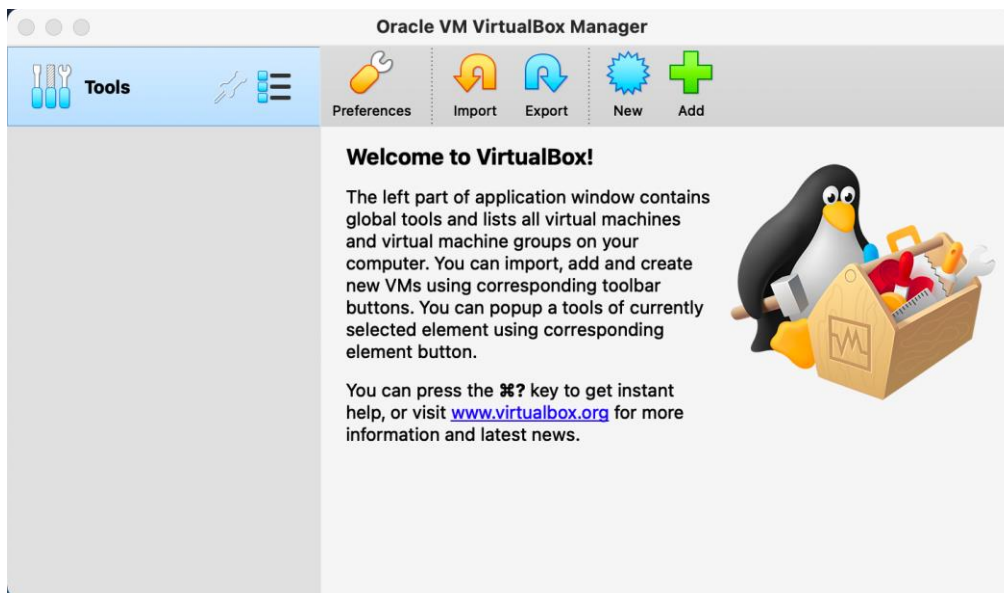 Oracle VM VirtualBox Manager
Tools
Preferences
Import
Export
New
Add
Welcome to VirtualBox!
The left part of application window contains
global tools and lists all virtual machines
and virtual machine groups on your
computer. You can import, add and create
new VMs using corresponding toolbar
buttons. You can popup a tools of currently
selected element using corresponding
element button.
You can press the ⌘? key to get instant
help, or visit www.virtualbox.org for more
information and latest news.